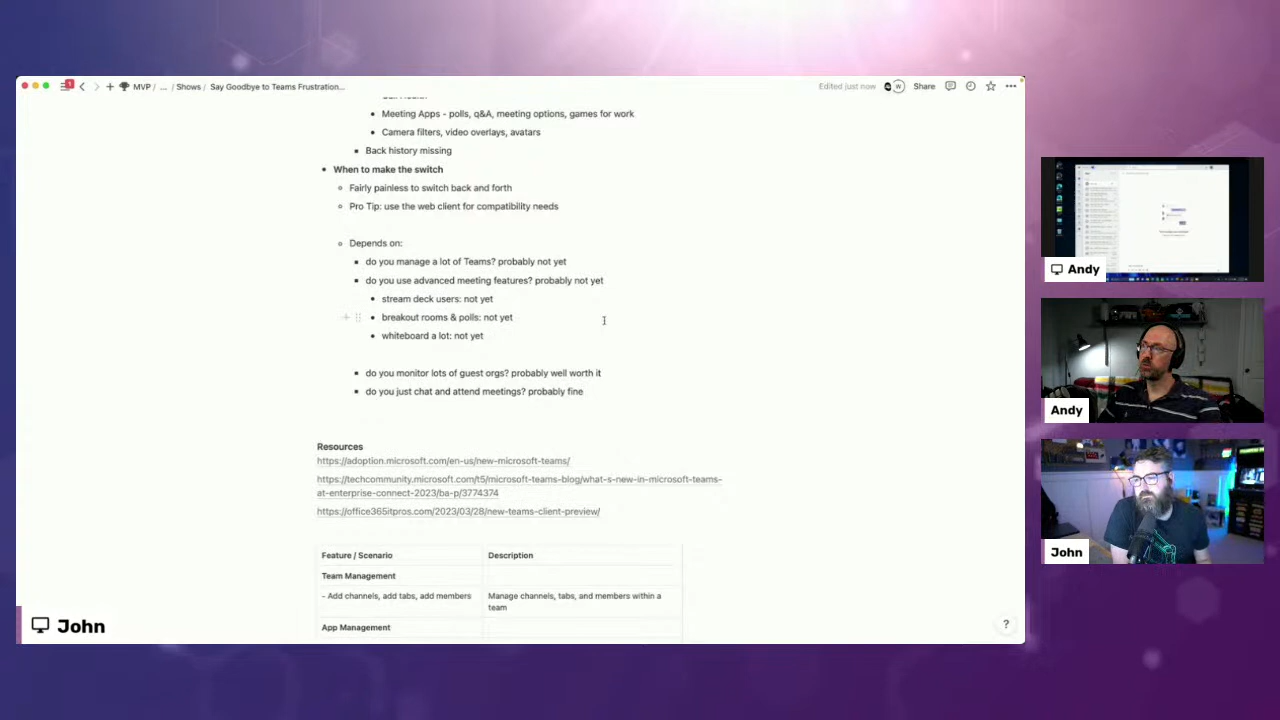 MVP / ... / Shows / Say Goodbye to Teams Frustration...
Edited just now
Share
Meeting Apps - polls, q&A, meeting options, games for work
Camera filters, video overlays, avatars
Back history missing
When to make the switch
Fairly painless to switch back and forth
Pro Tip: use the web client for compatibility needs
Depends on:
do you manage a lot of Teams? probably not yet
do you use advanced meeting features? probably not yet
stream deck users: not yet
breakout rooms & polls: not yet
whiteboard a lot: not yet
do you monitor lots of guest orgs? probably well worth it
do you just chat and attend meetings? probably fine
Resources
https://adoption.microsoft.com/en-us/new-microsoft-teams/
https://techcommunity.microsoft.com/t5/microsoft-teams-blog/what-s-new-in-microsoft-teams-
at-enterprise-connect-2023/ba-p/3774374
https://office365itpros.com/2023/03/28/new-teams-client-preview/
Feature / Scenario Description
Team Management
- Add channels, add tabs, add members Manage channels, tabs, and members within a
team
App Management
?
John
Andy
Andy
John